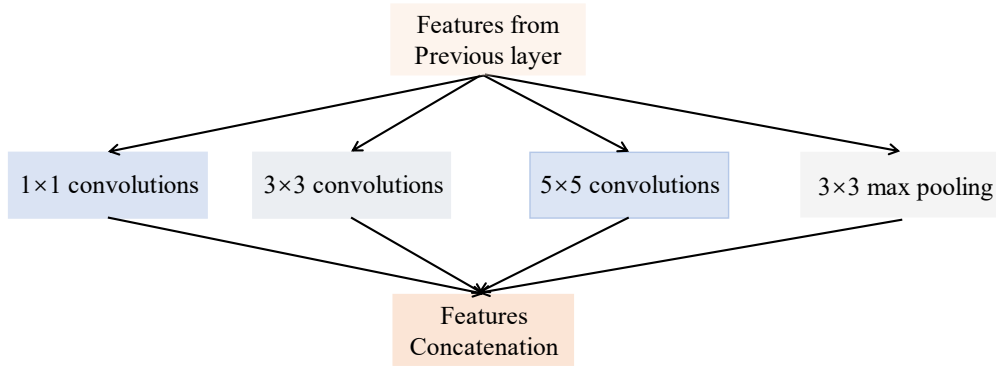 Features from
Previous layer
1×1 convolutions
3×3 convolutions
5×5 convolutions
3×3 max pooling
Features
Concatenation